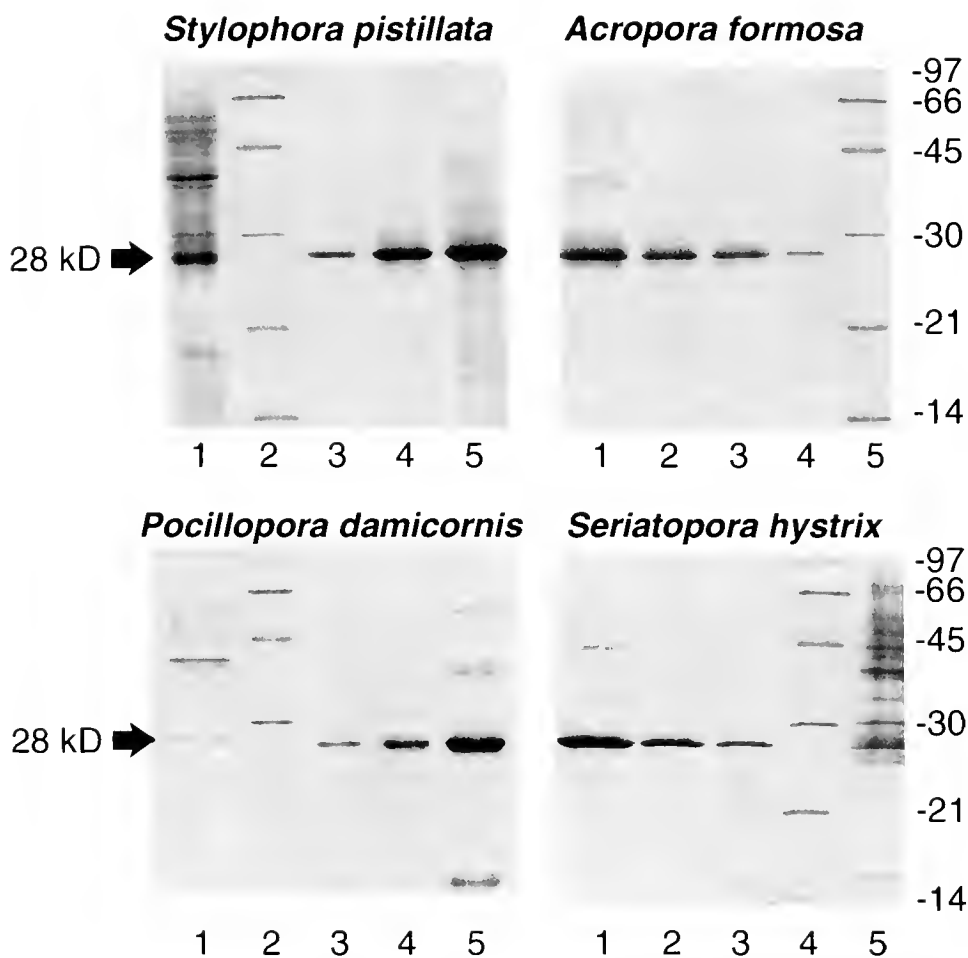 Stylophora pistillata Acropora formosa
-97
-66
-45
-30
28 kD
-21
-14
1 2 3 4 5 1 2 3 4 5
Pocillopora damicornis Seriatopora hystrix
-97
-66
-45
-30
28 kD
-21
-14
1 2 3 4 5 1 2 3 4 5